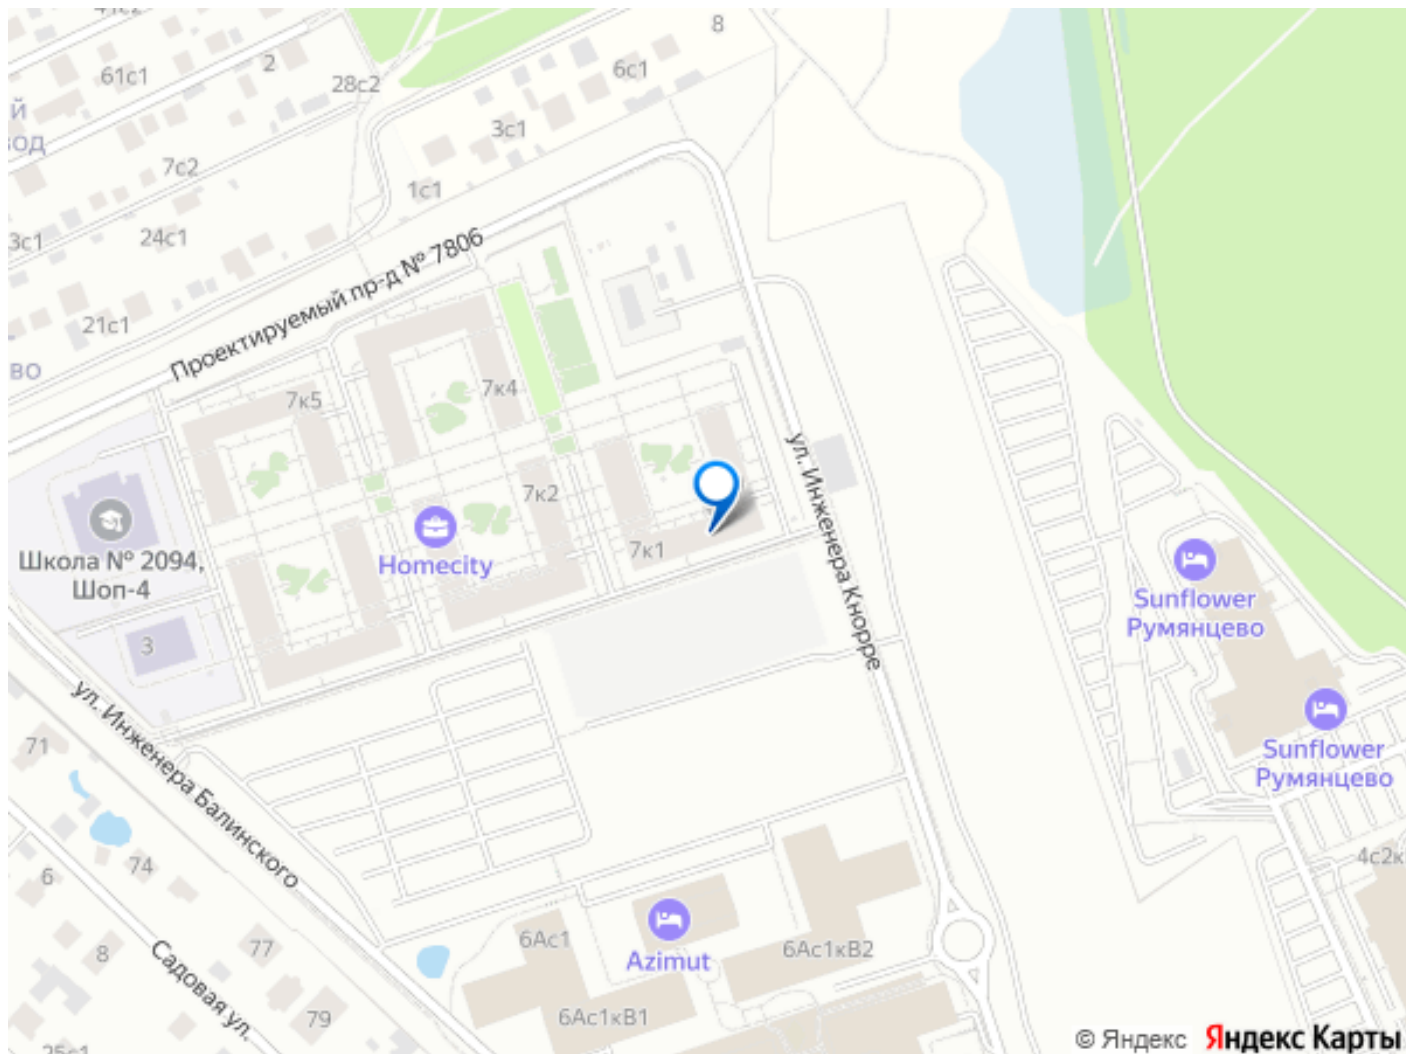 8
6с1
61с1
2
28с2
Й
ВОД
3с1
7с2
1с1
3с1
24с1
Проектируемый пр-д № 7806
21с1
ВО
7к5
7к4
ул. Инженера Кнорре
7к2
7к1
Школа № 2094,
Шоп-4
Homecity
Sunflower
Румянцево
3
ул. Инженера Балинского
Sunflower
Румянцево
71
74
6
4с2к
77
8
Садовая ул.
79
6Ас1
Azimut
6Ас1кВ2
6Ас1кВ1
© Яндекс Яндекс Карты